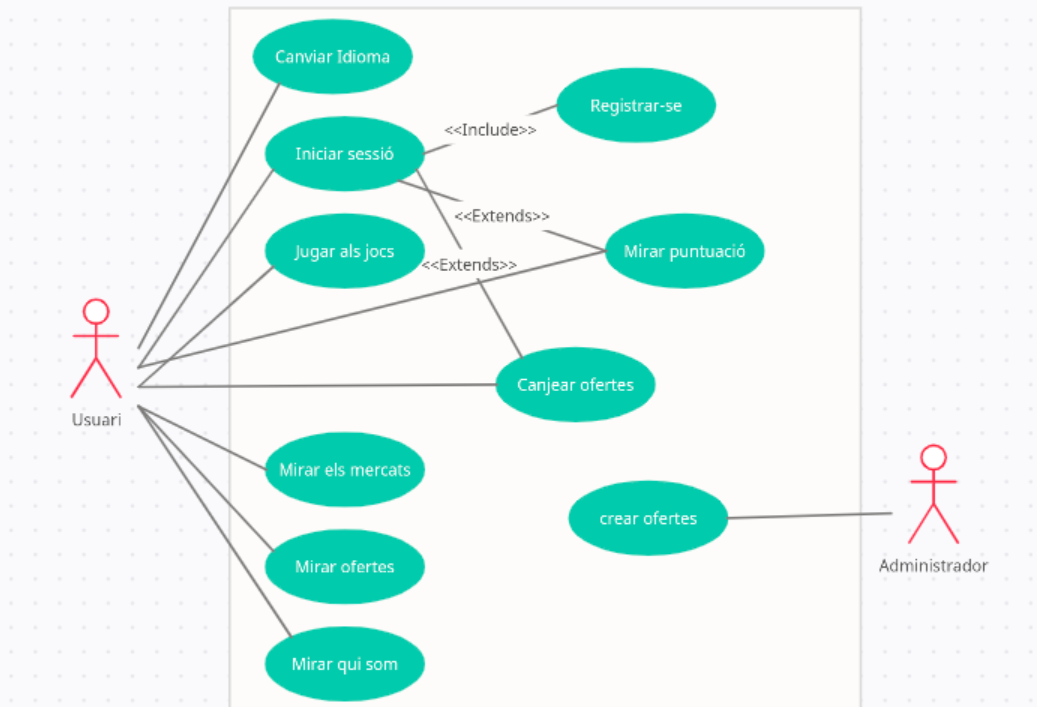 Canviar Idioma
Registrar-se
<<Include>>
Iniciar sessió
<<Extends>>
Jugar als jocs
Mirar puntuació
<<Extends>>
Canjear ofertes
Usuari
Mirar els mercats
crear ofertes
Mirar ofertes
Administrador
Mirar qui som